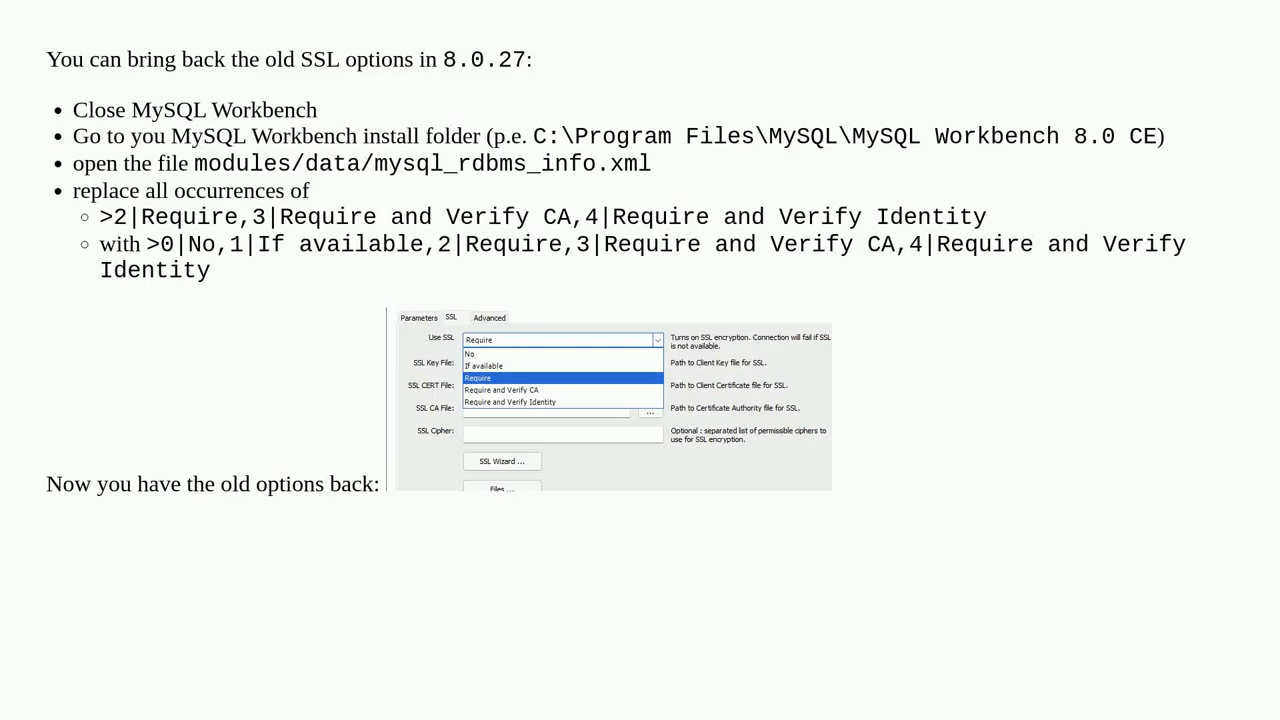 You can bring back the old SSL options in 8.0.27:
• Close MySQL Workbench
• Go to you MySQL Workbench install folder (p.e. C:\Program Files\MySQL\MySQL Workbench 8.0 CE)
• open the file modules/data/mysql_rdbms_info.xml
• replace all occurrences of
◦ >2|Require,3|Require and Verify CA,4|Require and Verify Identity
◦ with >0|No,1|If available,2|Require,3|Require and Verify CA,4|Require and Verify
Identity
Parameters SSL Advanced
Use SSL Require Turns on SSL encryption. Connection will fail if SSL
is not available.
No
If available
SSL Key File: Path to Client Key file for SSL.
Require
SSL CERT File: Path to Client Certificate file for SSL.
Require and Verify CA
Require and Verify Identity
SSL CA File: ... Path to Certificate Authority file for SSL.
SSL Cipher: Optional : separated list of permissible ciphers to
use for SSL encryption.
SSL Wizard ...
Files ...
Now you have the old options back: